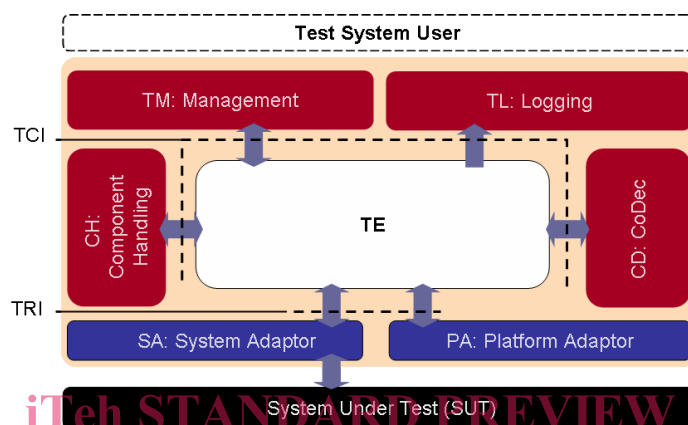 Test System User
TM: Management
TL: Logging
TCI
CH:
Component
Handling
TE
CD: CoDec
TRI
SA: System Adaptor
PA: Platform Adaptor
System Under Test (SUT)
iTeh STANDARD PREVIEW